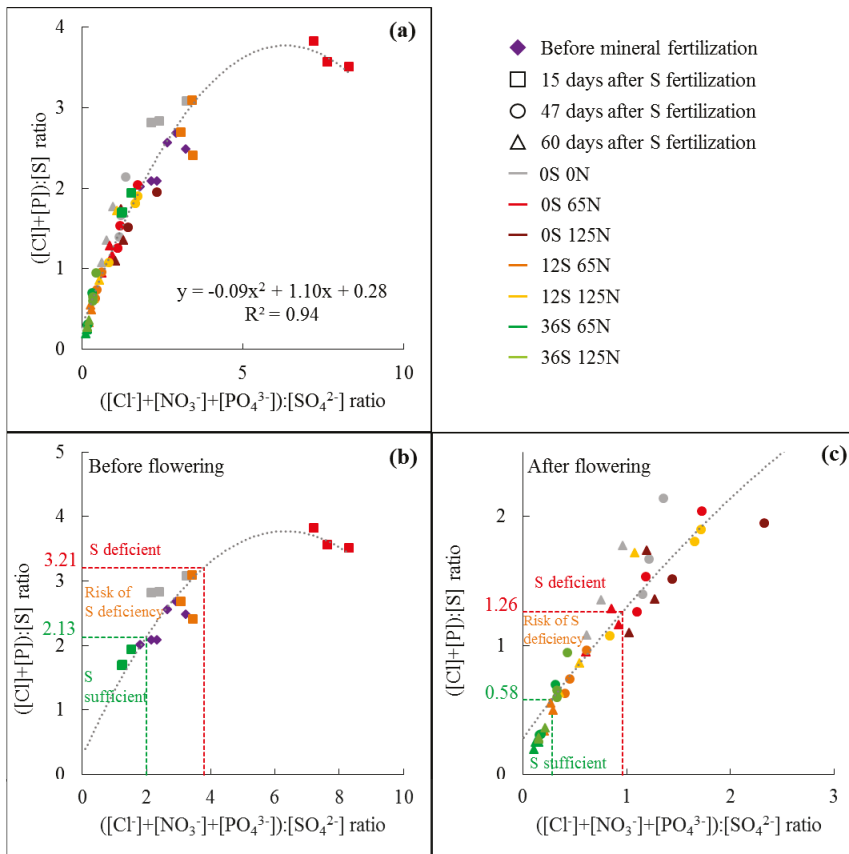 (a)
4
3
2
1
0
0
5
10
([Cl]+[P]):[S] ratio
y = -0.09x² + 1.10x + 0.28
R² = 0.94
([Cl⁻]+[NO₃⁻]+[PO₄³⁻]):[SO₄²⁻] ratio
Before mineral fertilization
15 days after S fertilization
47 days after S fertilization
60 days after S fertilization
0S 0N
0S 65N
0S 125N
12S 65N
12S 125N
36S 65N
36S 125N
Before flowering
(b)
5
4
3.21
3
2.13
2
1
0
0
2
4
6
8
10
S deficient
Risk of
S deficiency
S
sufficient
([Cl]+[P]):[S] ratio
([Cl⁻]+[NO₃⁻]+[PO₄³⁻]):[SO₄²⁻] ratio
After flowering
(c)
2
1.26
1
0.58
0
0
1
2
3
S deficient
Risk of S
deficiency
S sufficient
([Cl]+[P]):[S] ratio
([Cl⁻]+[NO₃⁻]+[PO₄³⁻]):[SO₄²⁻] ratio